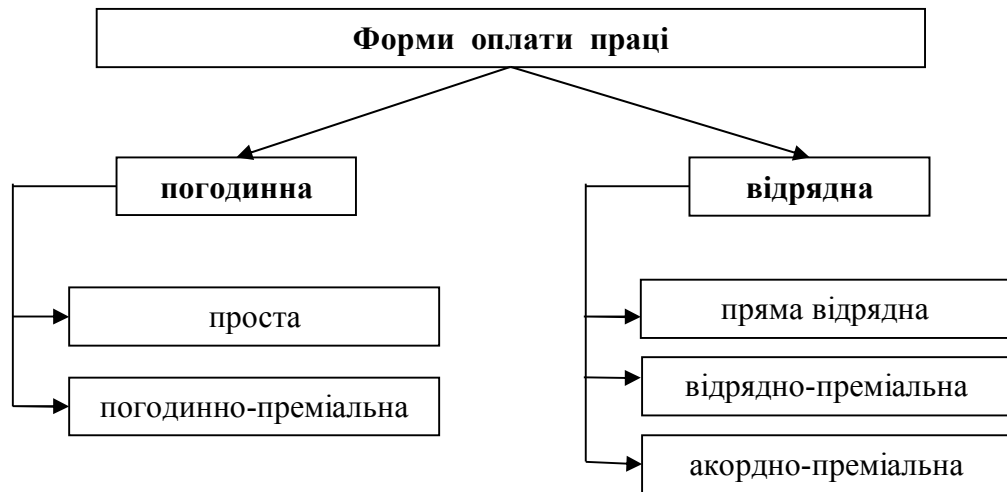 Форми оплати праці
погодинна
відрядна
проста
погодинно-преміальна
пряма відрядна
відрядно-преміальна
акордно-преміальна